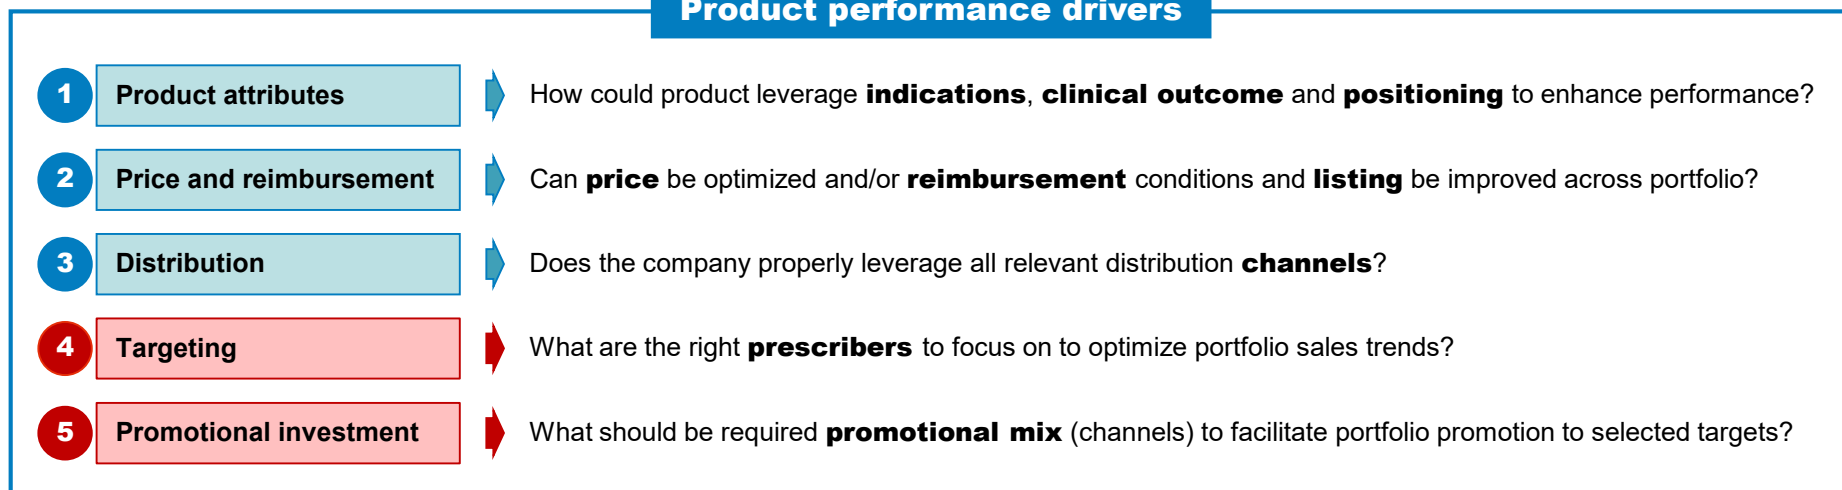 Product performance drivers
1 Product attributes How could product leverage indications, clinical outcome and positioning to enhance performance?
2 Price and reimbursement Can price be optimized and/or reimbursement conditions and listing be improved across portfolio?
3 Distribution Does the company properly leverage all relevant distribution channels?
4 Targeting What are the right prescribers to focus on to optimize portfolio sales trends?
5 Promotional investment What should be required promotional mix (channels) to facilitate portfolio promotion to selected targets?